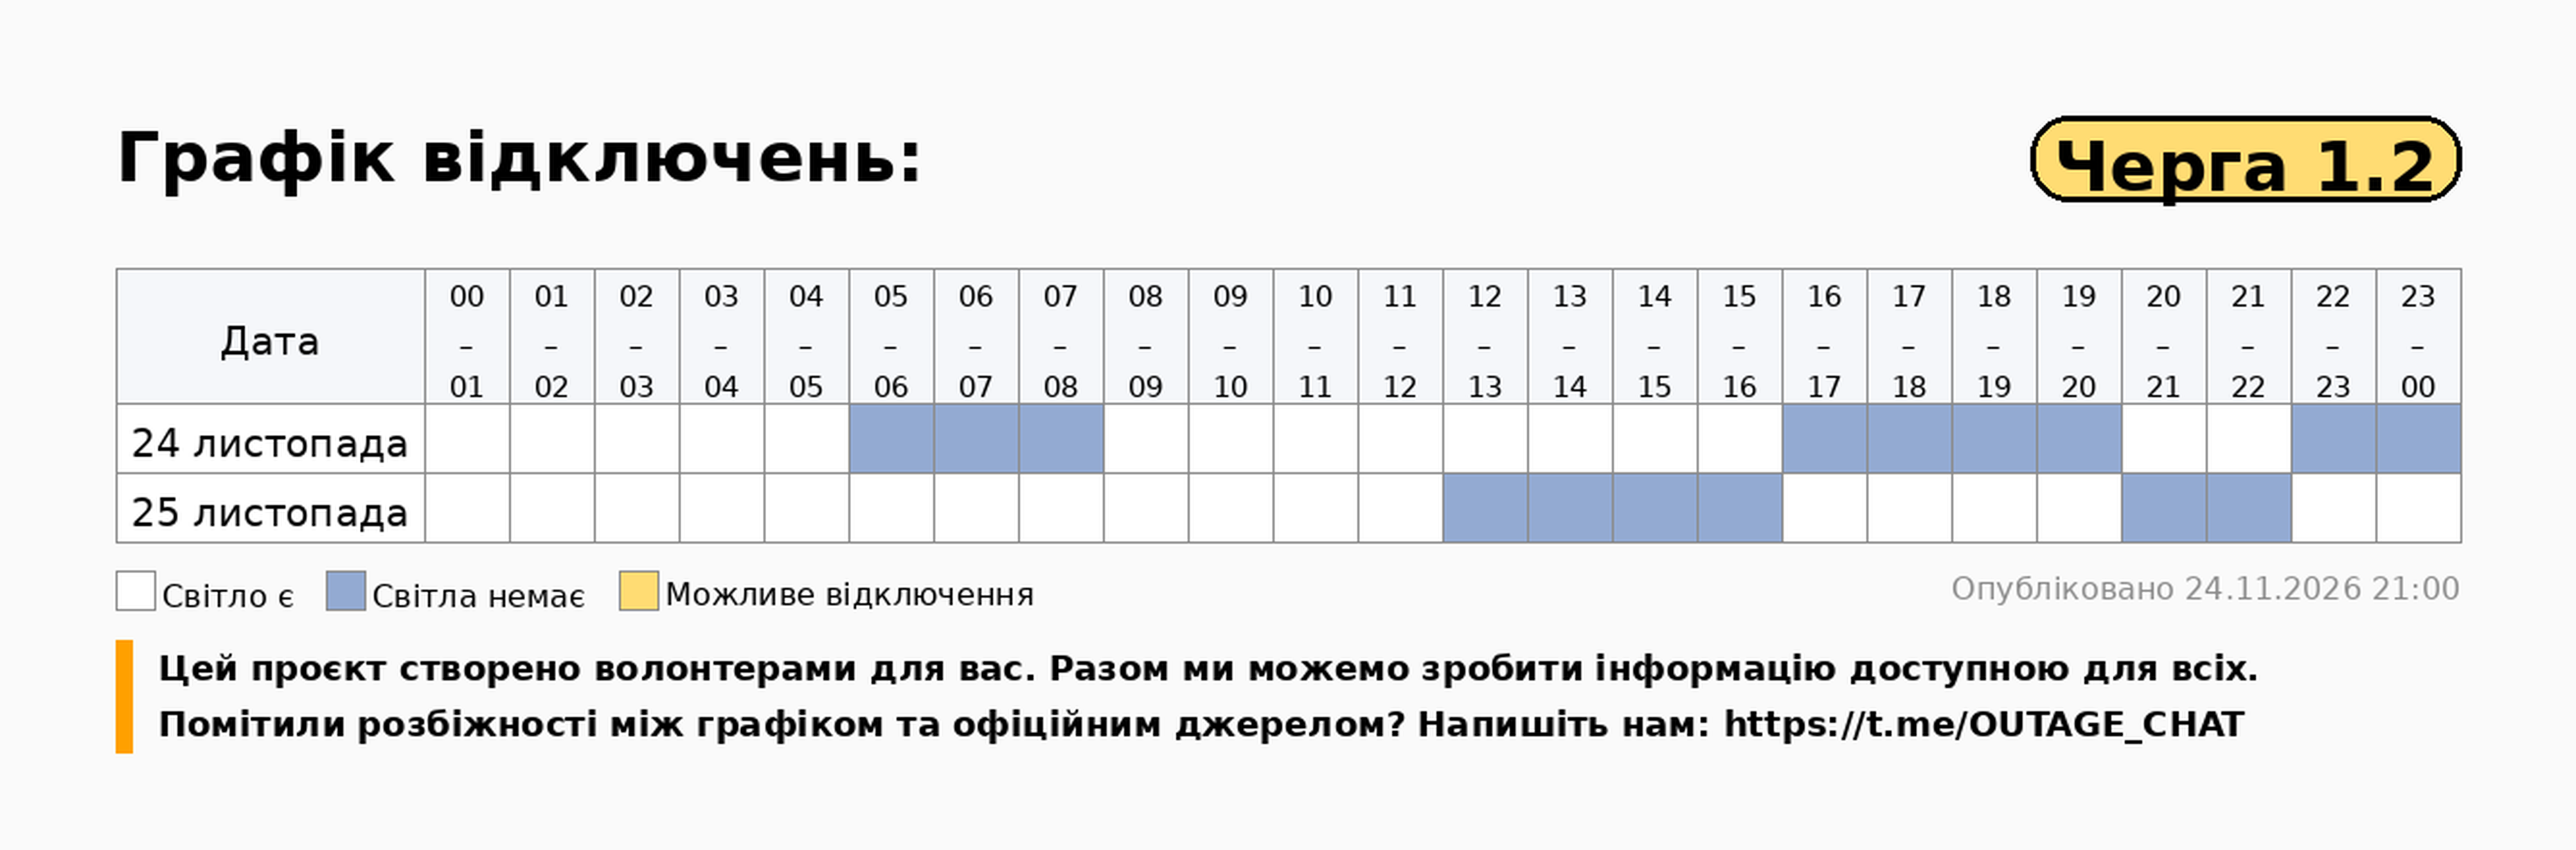 Графік відключень:
Черга 1.2
Дата
00 – 01
01 – 02
02 – 03
03 – 04
04 – 05
05 – 06
06 – 07
07 – 08
08 – 09
09 – 10
10 – 11
11 – 12
12 – 13
13 – 14
14 – 15
15 – 16
16 – 17
17 – 18
18 – 19
19 – 20
20 – 21
21 – 22
22 – 23
23 – 00
24 листопада
25 листопада
Світло є
Світла немає
Можливе відключення
Опубліковано 24.11.2026 21:00
Цей проєкт створено волонтерами для вас. Разом ми можемо зробити інформацію доступною для всіх.
Помітили розбіжності між графіком та офіційним джерелом? Напишіть нам: https://t.me/OUTAGE_CHAT